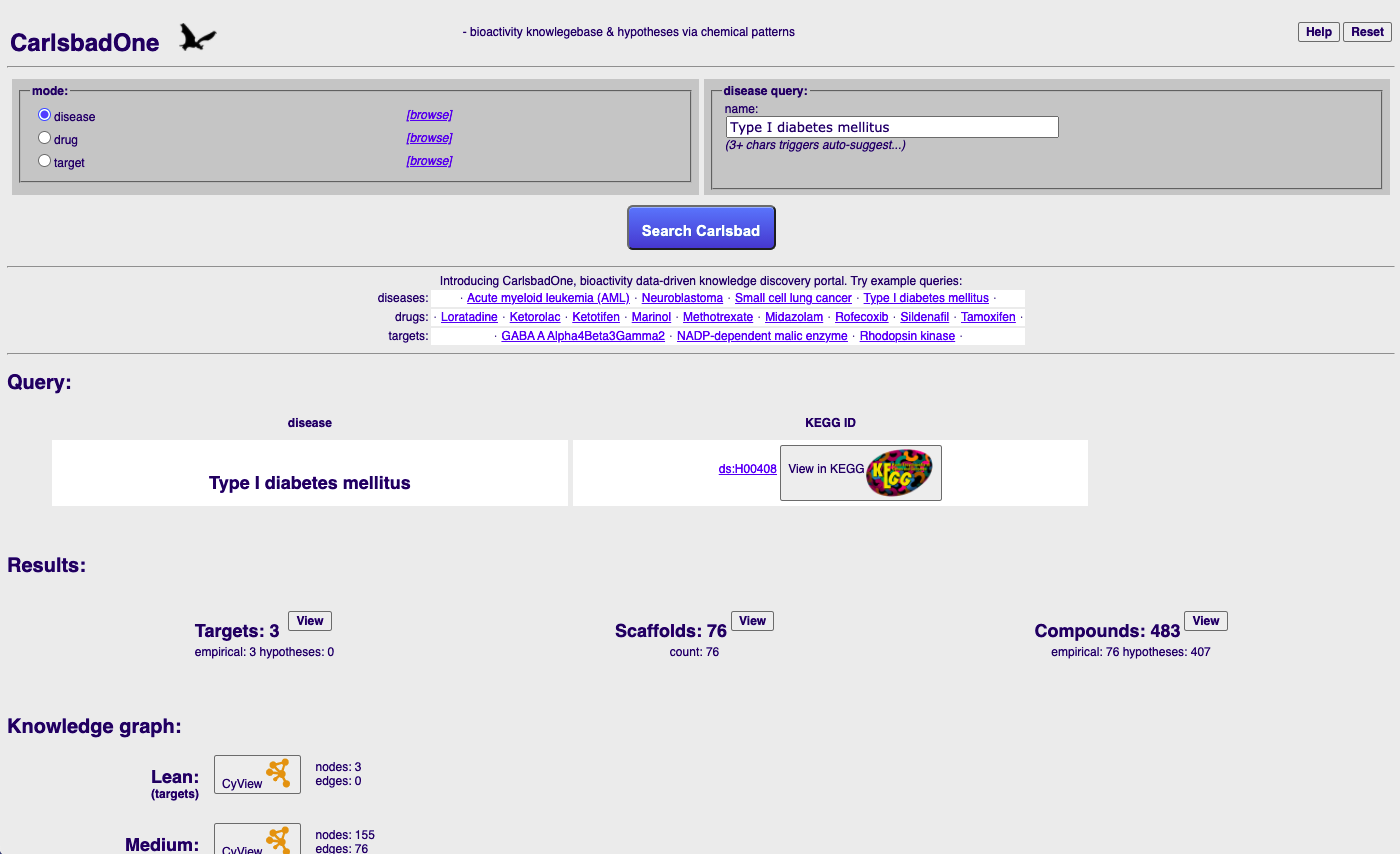 CarlsbadOne
- bioactivity knowlegebase & hypotheses via chemical patterns
Help Reset
mode:
disease [browse]
drug [browse]
target [browse]
disease query:
name:
Type I diabetes mellitus
(3+ chars triggers auto-suggest...)
Search Carlsbad
Introducing CarlsbadOne, bioactivity data-driven knowledge discovery portal. Try example queries:
diseases: · Acute myeloid leukemia (AML) · Neuroblastoma · Small cell lung cancer · Type I diabetes mellitus ·
drugs: · Loratadine · Ketorolac · Ketotifen · Marinol · Methotrexate · Midazolam · Rofecoxib · Sildenafil · Tamoxifen ·
targets: · GABA A Alpha4Beta3Gamma2 · NADP-dependent malic enzyme · Rhodopsin kinase ·
Query:
disease KEGG ID
Type I diabetes mellitus
ds:H00408 View in KEGG KEGG
Results:
Targets: 3 View
empirical: 3 hypotheses: 0
Scaffolds: 76 View
count: 76
Compounds: 483 View
empirical: 76 hypotheses: 407
Knowledge graph:
Lean:
(targets)
CyView
nodes: 3
edges: 0
Medium:
CyView
nodes: 155
edges: 76